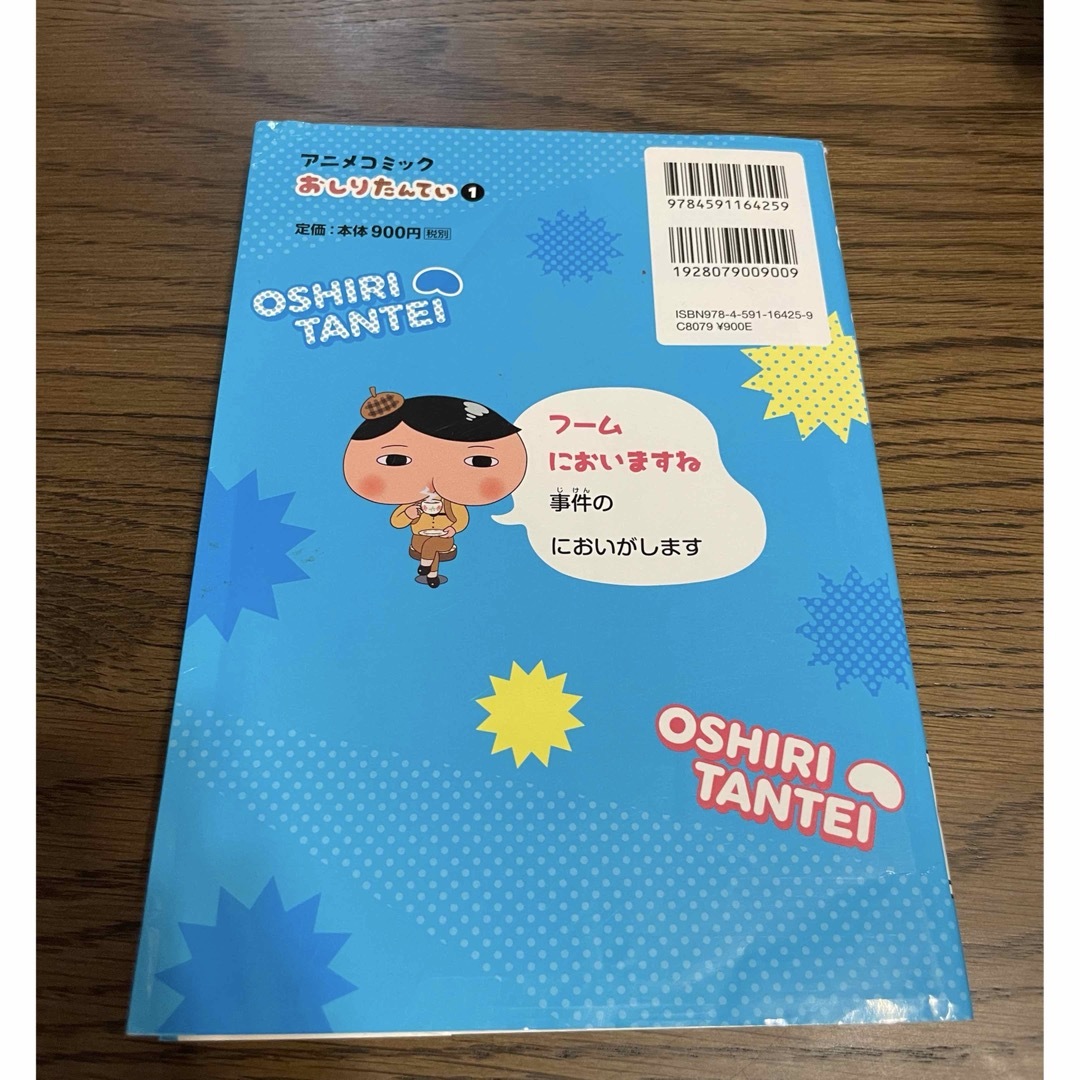 アニメコミック
おしりたんてい 1
定価：本体900円 税別
9784591164259
1928079009009
ISBN978-4-591-16425-9
C8079 ¥900E
OSHIRI
TANTEI
フーム
においますね
じけん
事件の
においがします
OSHIRI
TANTEI